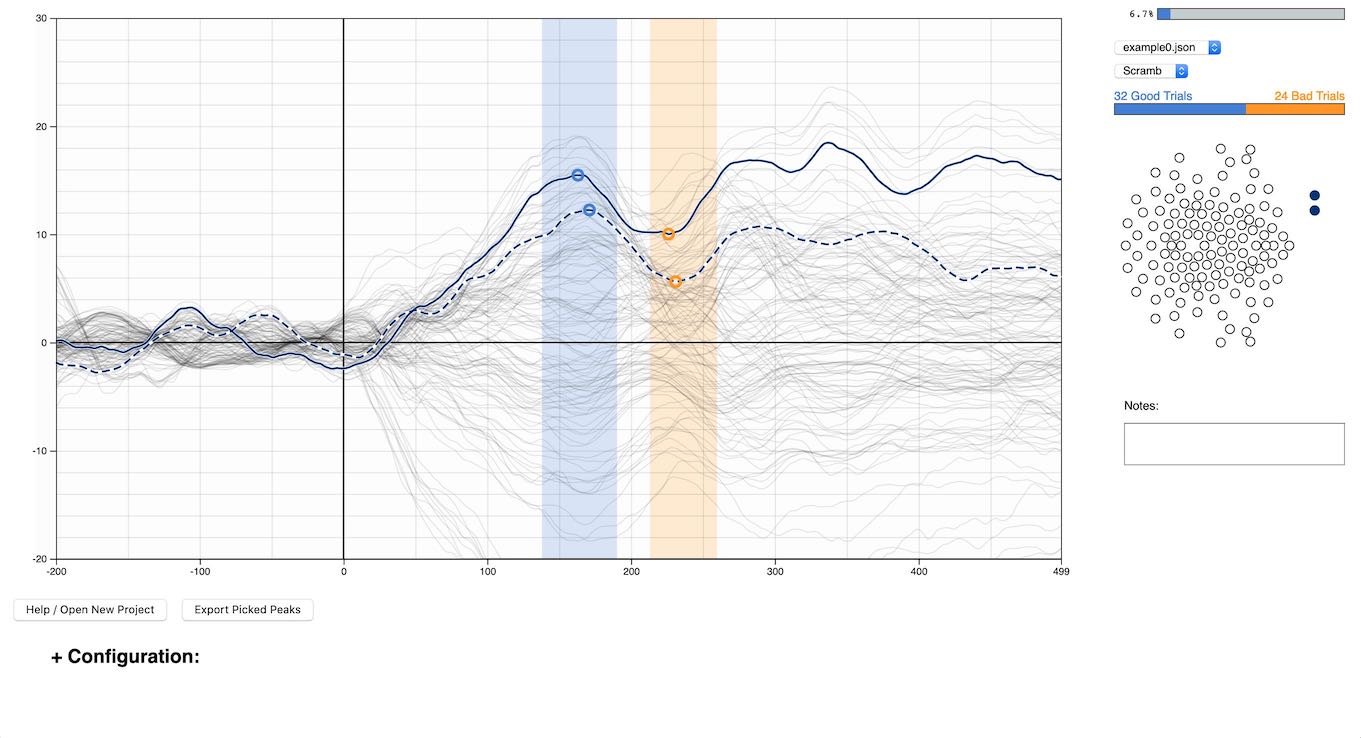 30
20
10
0
-10
-20
-200
-100
0
100
200
300
400
499
6.7%
example0.json
Scramb
32 Good Trials 24 Bad Trials
Notes:
Help / Open New Project Export Picked Peaks
+ Configuration: